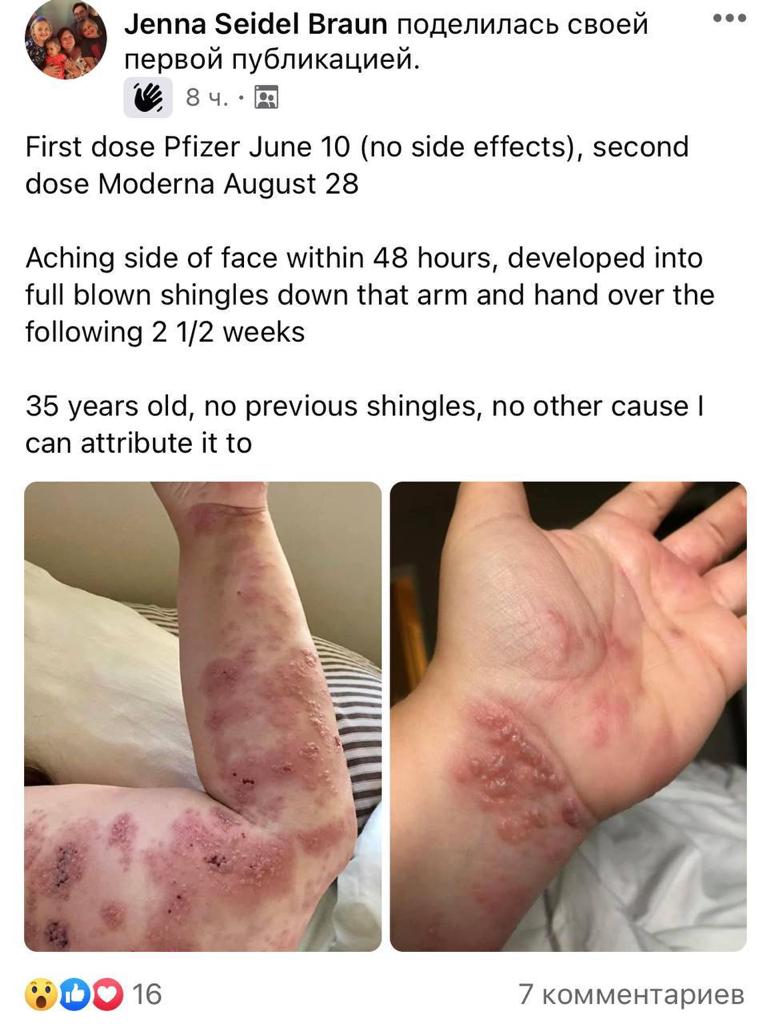 Jenna Seidel Braun поделилась своей
первой публикацией.
8 ч. ·
First dose Pfizer June 10 (no side effects), second
dose Moderna August 28
Aching side of face within 48 hours, developed into
full blown shingles down that arm and hand over the
following 2 1/2 weeks
35 years old, no previous shingles, no other cause I
can attribute it to
16
7 комментариев